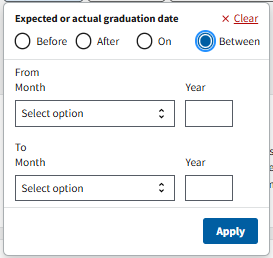 Expected or actual graduation date × Clear
Before After On Between
From
Month Year
Select option
To
Month Year
Select option
Apply